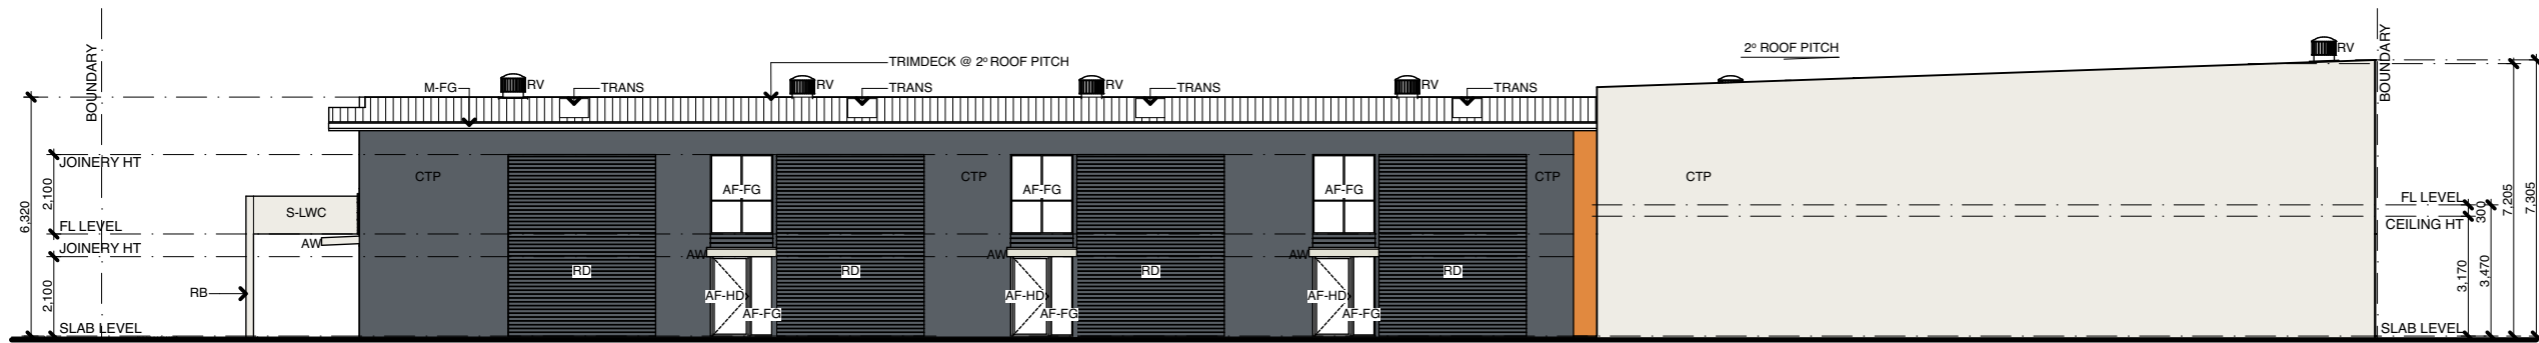 BOUNDARY
2º ROOF PITCH
RV
BOUNDARY
TRIMDECK @ 2º ROOF PITCH
M-FG
RV
TRANS
RV
TRANS
RV
TRANS
RV
TRANS
6,320
2,100
JOINERY HT
CTP
CTP
CTP
CTP
AF-FG
AF-FG
AF-FG
S-LWC
FL LEVEL
AW
JOINERY HT
AW
AW
AW
RD
RD
RD
RD
RB
2,100
AF-HD
AF-FG
AF-HD
AF-FG
AF-HD
AF-FG
SLAB LEVEL
FL LEVEL
300
CEILING HT
3,170
3,470
7,205
7,305
SLAB LEVEL